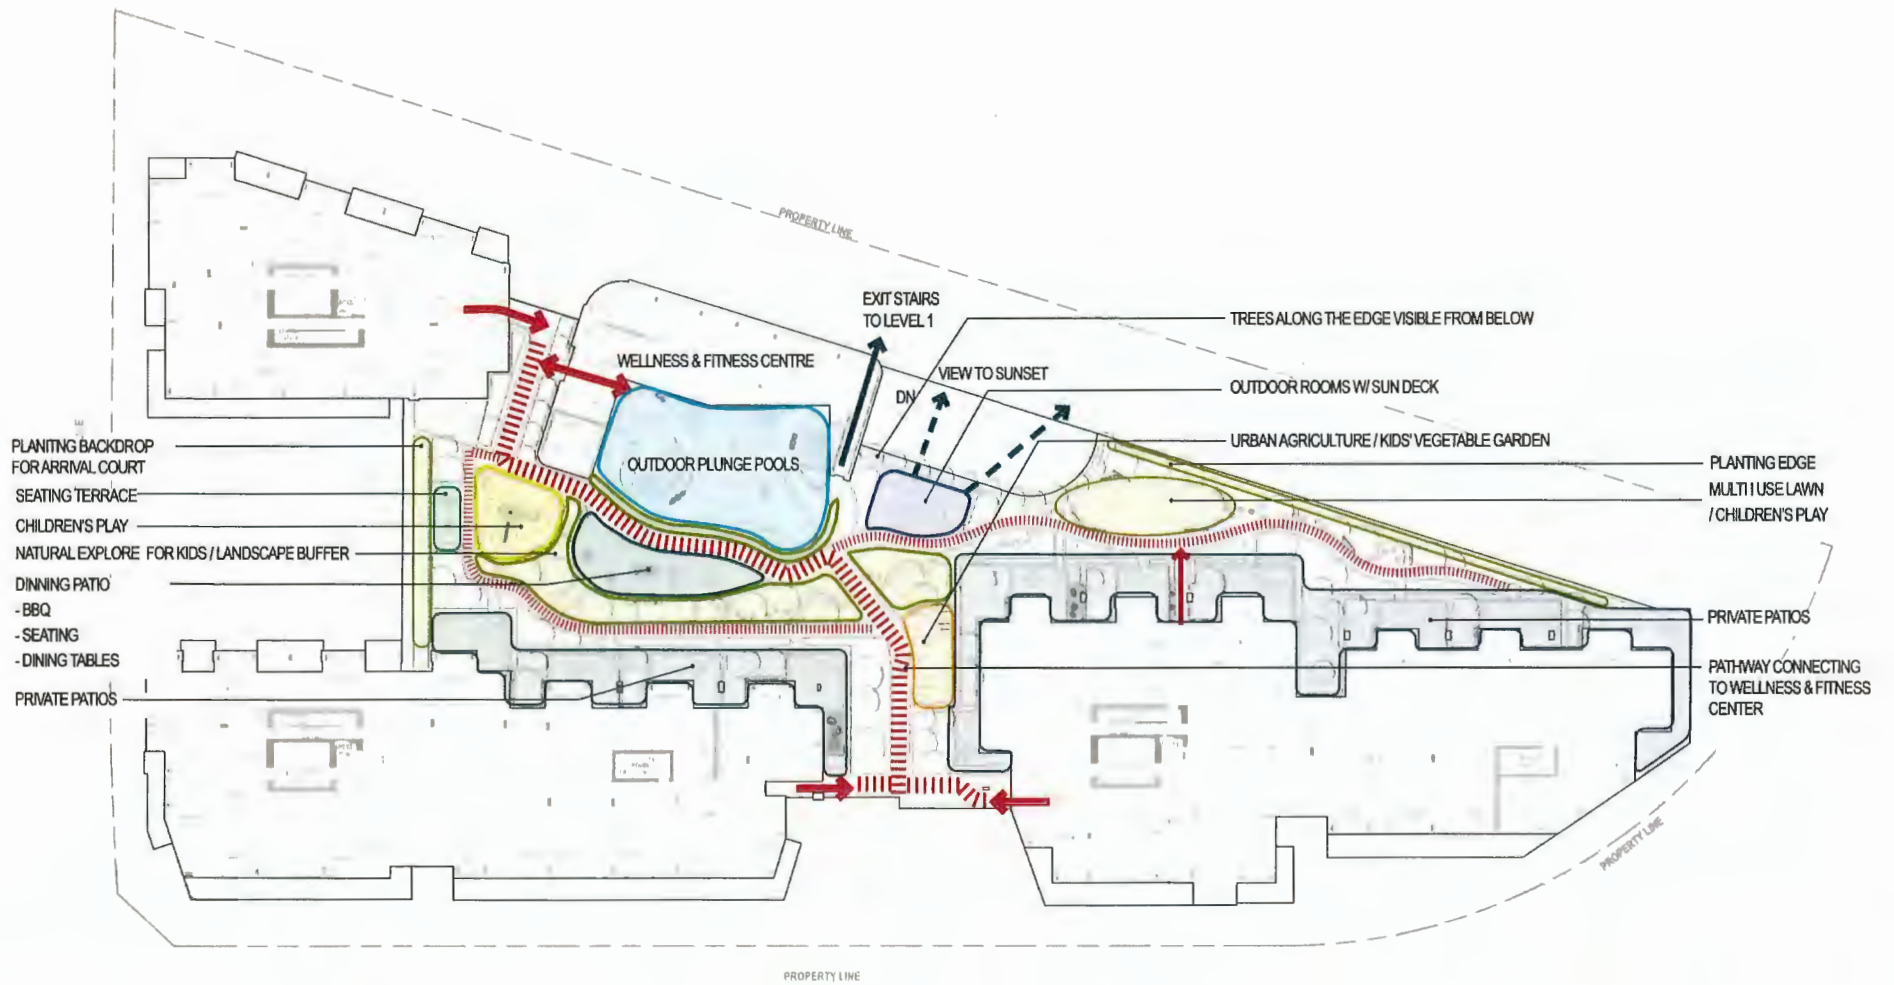 PROPERTY LINE
EXIT STAIRS
TO LEVEL 1
TREES ALONG THE EDGE VISIBLE FROM BELOW
WELLNESS & FITNESS CENTRE
VIEW TO SUNSET
DN
OUTDOOR ROOMS W/ SUN DECK
PLANITNG BACKDROP
FOR ARRIVAL COURT
URBAN AGRICULTURE / KIDS' VEGETABLE GARDEN
OUTDOOR PLUNGE POOLS
PLANTING EDGE
SEATING TERRACE
MULTI USE LAWN
/ CHILDREN'S PLAY
CHILDREN'S PLAY
NATURAL EXPLORE FOR KIDS / LANDSCAPE BUFFER
DINNING PATIO
- BBQ
- SEATING
- DINING TABLES
PRIVATE PATIOS
PRIVATE PATIOS
PATHWAY CONNECTING
TO WELLNESS & FITNESS
CENTER
PROPERTY LINE
PROPERTY LINE